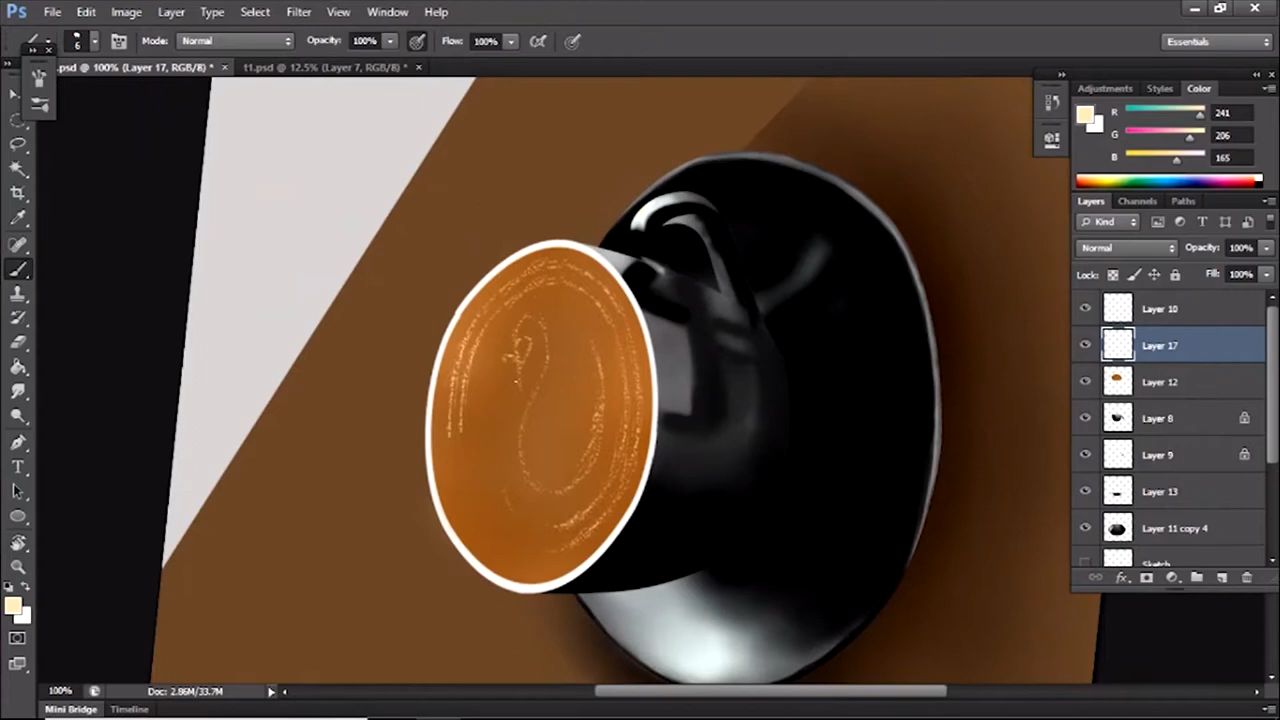 Ps File Edit Image Layer Type Select Filter View Window Help
6 Mode: Normal Opacity: 100% Flow: 100% Essentials
.psd @ 100% (Layer 17, RGB/8) * × t1.psd @ 12.5% (Layer 7, RGB/8) * ×
Adjustments Styles Color
R 241
G 206
B 165
Layers Channels Paths
Kind
Normal Opacity: 100%
Lock: Fill: 100%
Layer 10
Layer 17
Layer 12
Layer 8
Layer 9
Layer 13
Layer 11 copy 4
Sketch
100% Doc: 2.86M/33.7M
Mini Bridge Timeline